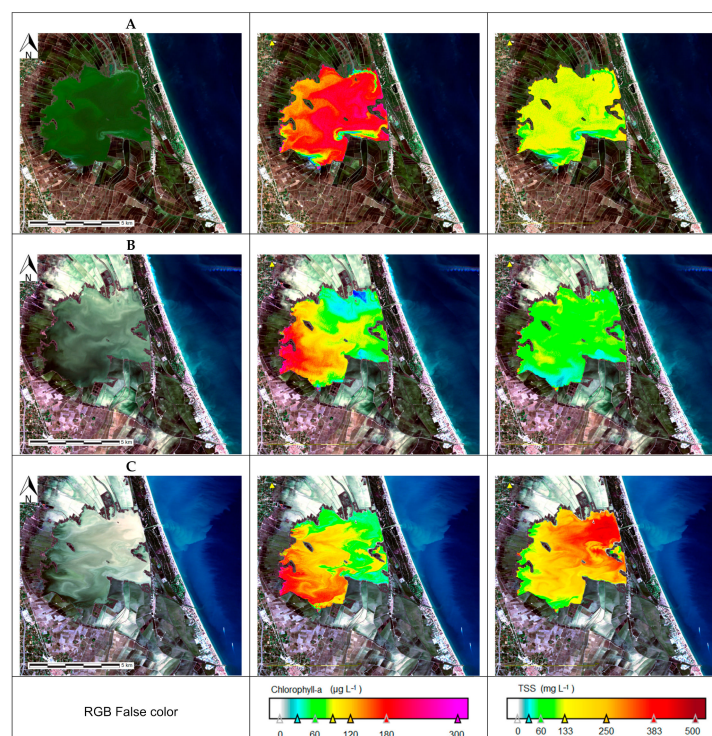 A
N
5 km
B
N
5 km
C
N
5 km
RGB False color
Chlorophyll-a (µg L⁻¹)
0 60 120 180 300
TSS (mg L⁻¹)
0 60 133 250 383 500